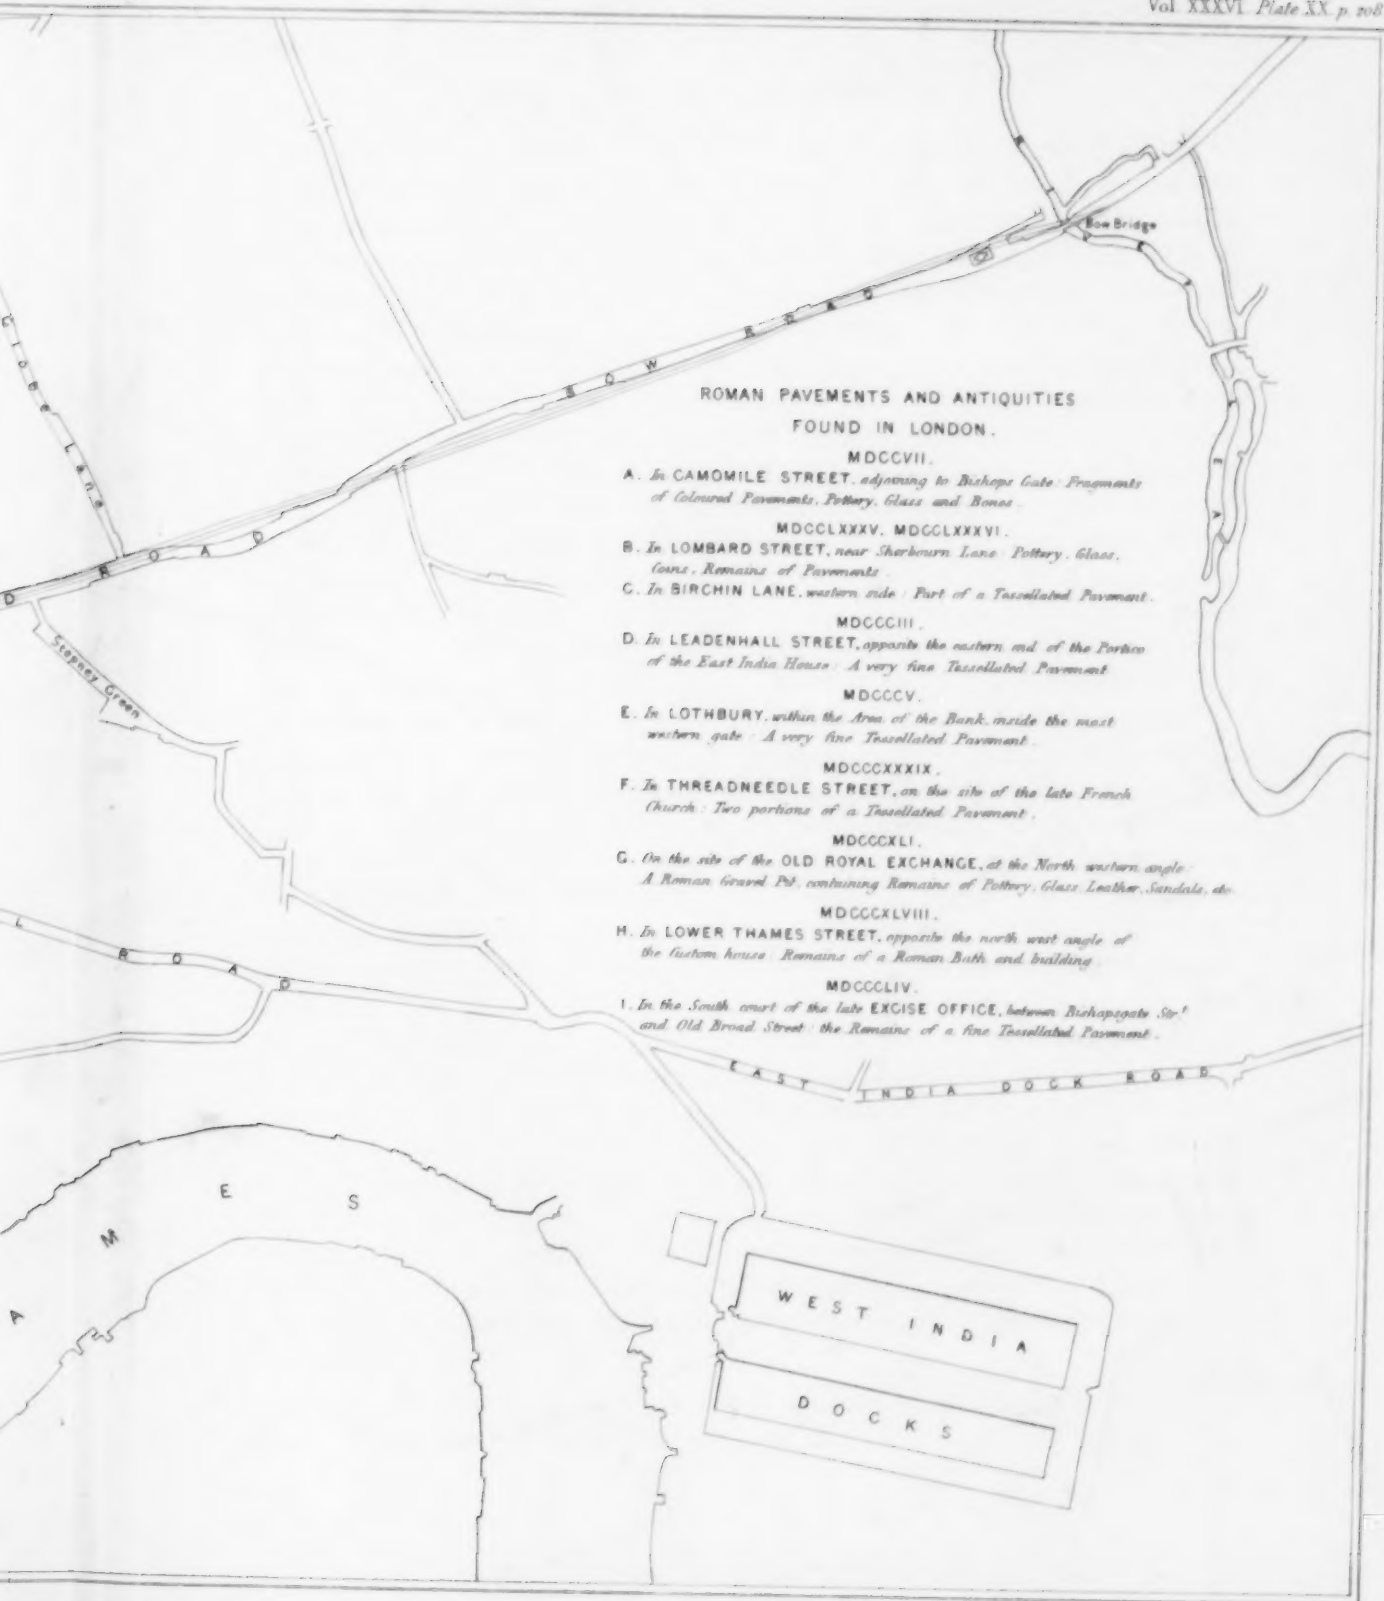 Vol XXXVI Plate XX p. 208
RIVER
Bow Bridge
LEA
Globe Lane
BOW ROAD
D ROAD
Stepney Green
ROMAN PAVEMENTS AND ANTIQUITIES
FOUND IN LONDON.
MDCCVII.
A. In CAMOMILE STREET, adjoining to Bishops Gate: Fragments
of Coloured Pavements, Pottery, Glass and Bones.
MDCCLXXXV. MDCCLXXXVI.
B. In LOMBARD STREET, near Sherbourn Lane: Pottery, Glass,
Coins, Remains of Pavements.
C. In BIRCHIN LANE, western side: Part of a Tessellated Pavement.
MDCCCIII.
D. In LEADENHALL STREET, opposite the eastern end of the Portico
of the East India House: A very fine Tessellated Pavement
MDCCCV.
E. In LOTHBURY, within the Area of the Bank, inside the most
western gate: A very fine Tessellated Pavement.
MDCCCXXXIX.
F. In THREADNEEDLE STREET, on the site of the late French
Church: Two portions of a Tessellated Pavement.
MDCCCXLI.
G. On the site of the OLD ROYAL EXCHANGE, at the North western angle:
A Roman Gravel Pit, containing Remains of Pottery, Glass, Leather, Sandals, etc
MDCCCXLVIII.
H. In LOWER THAMES STREET, opposite the north west angle of
the Custom house: Remains of a Roman Bath and building.
MDCCCLIV.
I. In the South court of the late EXCISE OFFICE, between Bishopsgate Str.t
and Old Broad Street: the Remains of a fine Tessellated Pavement.
L ROAD
EAST INDIA DOCK ROAD
AMES
WEST INDIA
DOCKS